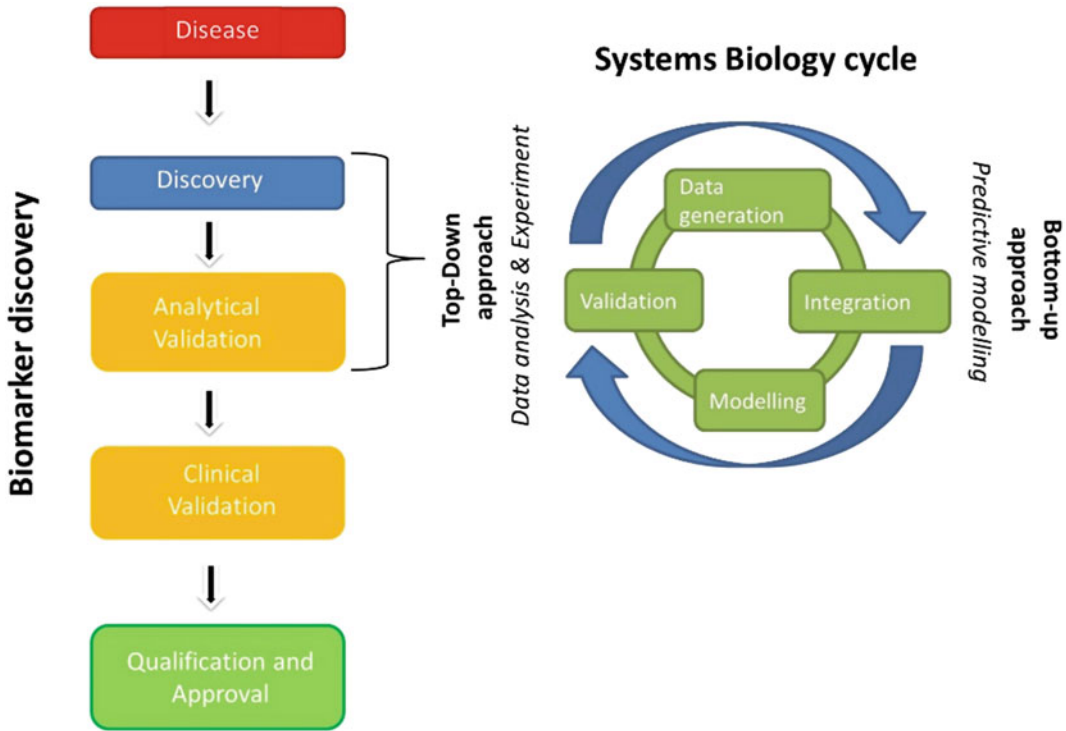 Biomarker discovery
Disease
Discovery
Analytical
Validation
Clinical
Validation
Qualification and
Approval
Top-Down
approach
Data analysis & Experiment
Systems Biology cycle
Data
generation
Validation
Integration
Modelling
Predictive modelling
Bottom-up
approach